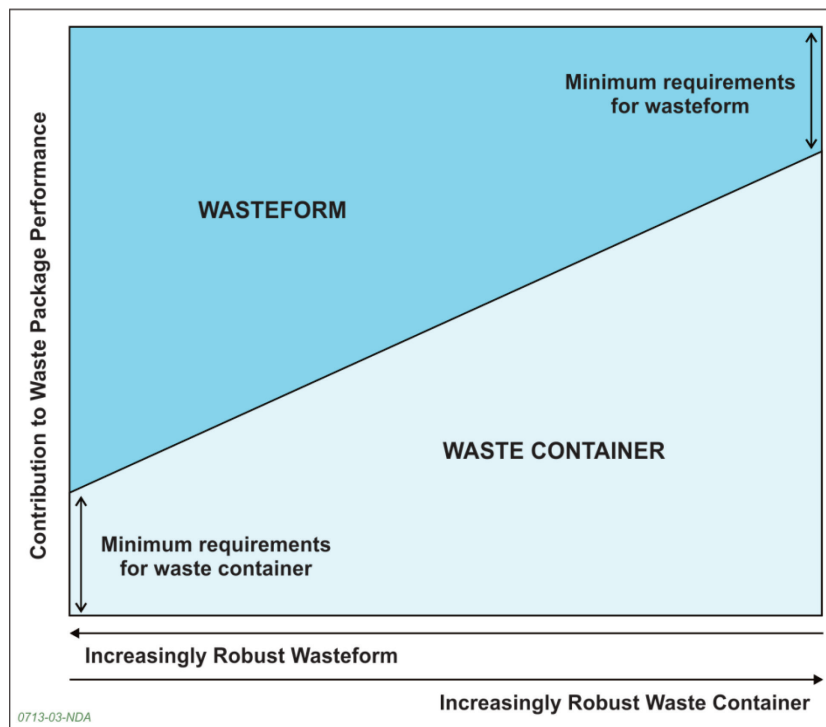 Contribution to Waste Package Performance
Minimum requirements
for wasteform
WASTEFORM
WASTE CONTAINER
Minimum requirements
for waste container
Increasingly Robust Wasteform
Increasingly Robust Waste Container
0713-03-NDA